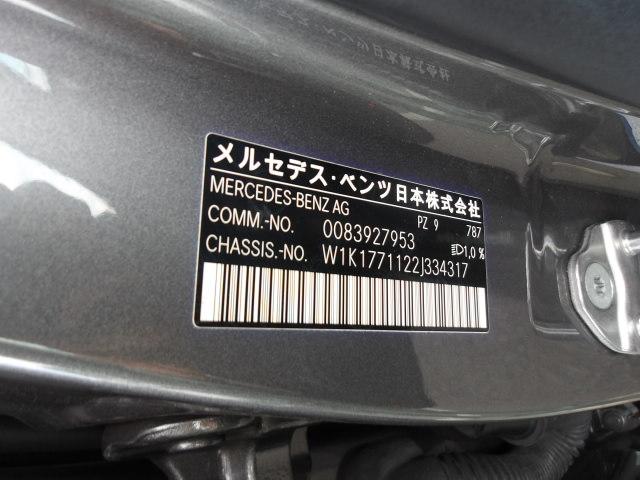 メルセデス・ベンツ日本株式会社
MERCEDES-BENZ AG
PZ 9 787
COMM.-NO. 0083927953
1,0 %
CHASSIS.-NO. W1K1771122J334317